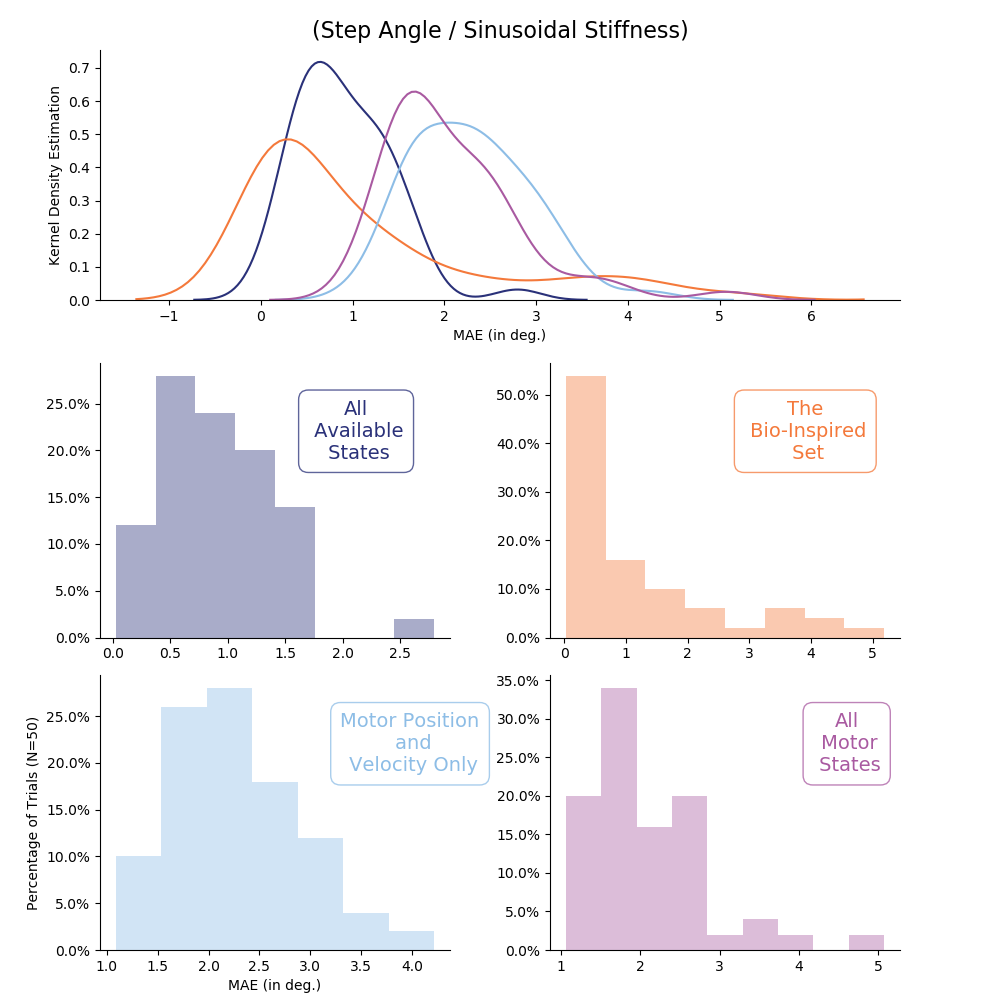 (Step Angle / Sinusoidal Stiffness)
Kernel Density Estimation
0.7
0.6
0.5
0.4
0.3
0.2
0.1
0.0
−1 0 1 2 3 4 5 6
MAE (in deg.)
25.0%
20.0%
15.0%
10.0%
5.0%
0.0%
0.0 0.5 1.0 1.5 2.0 2.5
All
Available
States
50.0%
40.0%
30.0%
20.0%
10.0%
0.0%
0 1 2 3 4 5
The
Bio-Inspired
Set
Percentage of Trials (N=50)
25.0%
20.0%
15.0%
10.0%
5.0%
0.0%
1.0 1.5 2.0 2.5 3.0 3.5 4.0
MAE (in deg.)
Motor Position
and
Velocity Only
35.0%
30.0%
25.0%
20.0%
15.0%
10.0%
5.0%
0.0%
1 2 3 4 5
All
Motor
States